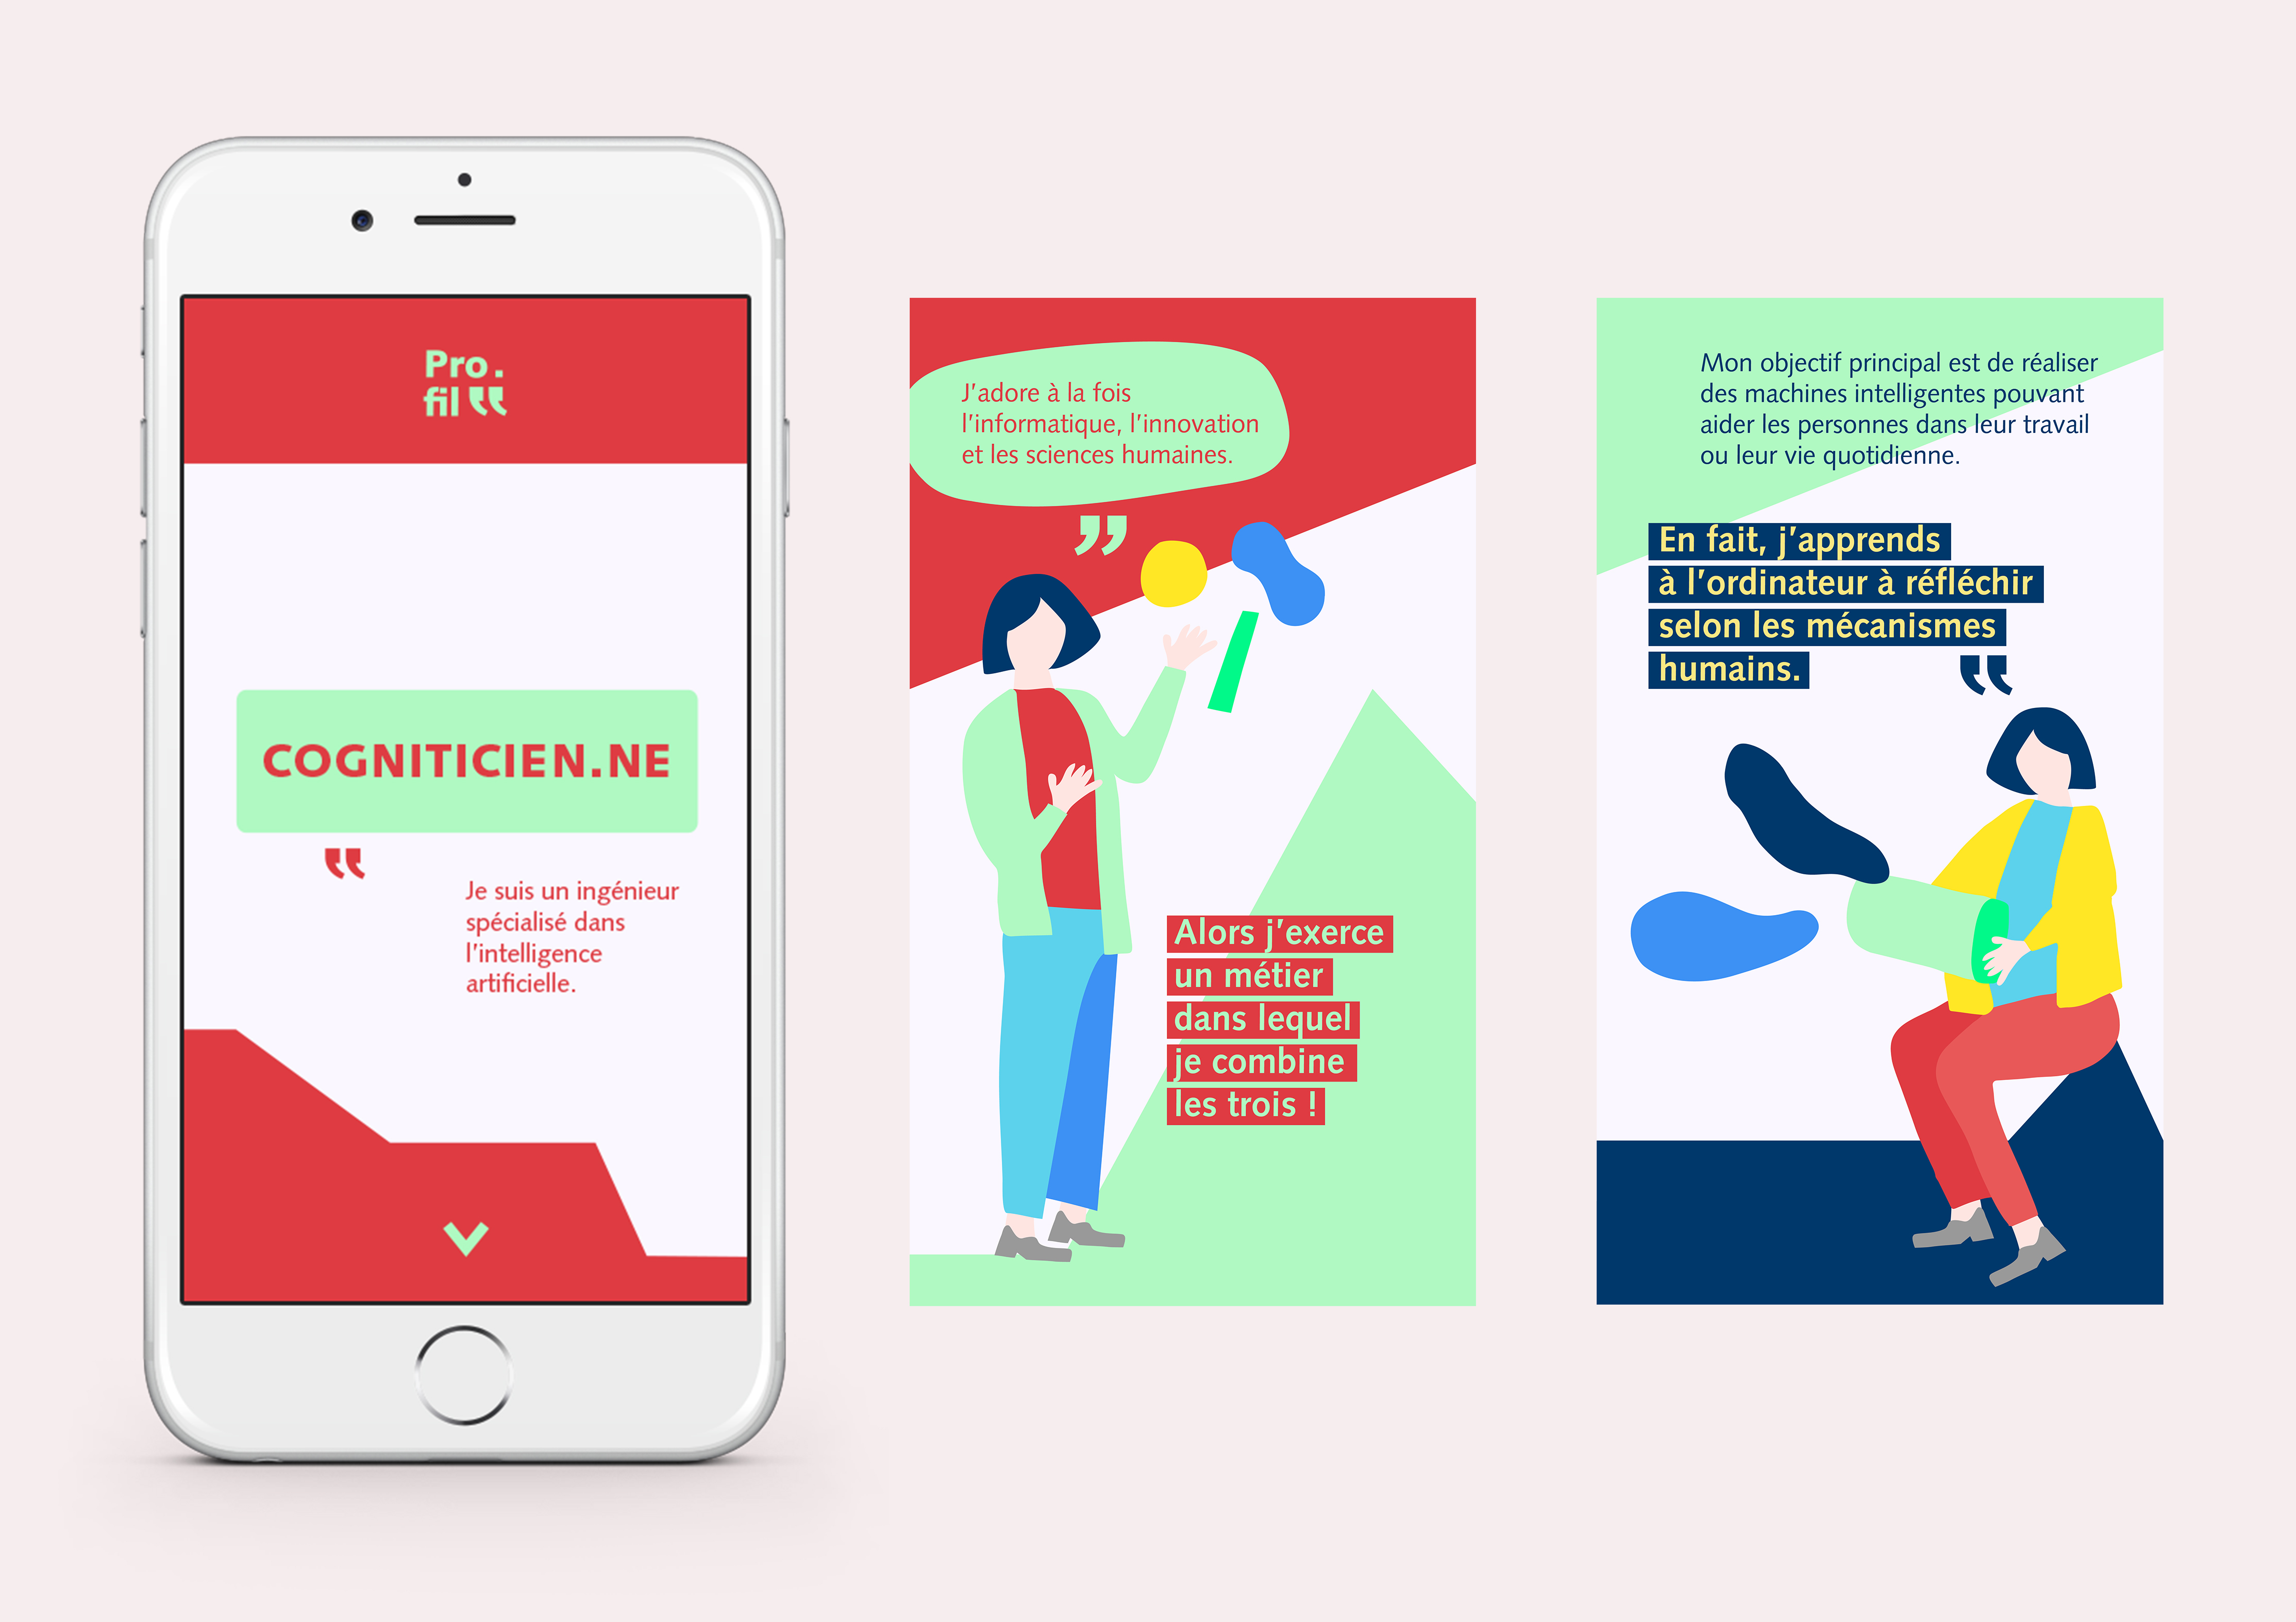 Pro.
fil
COGNITICIEN.NE
Je suis un ingénieur
spécialisé dans
l'intelligence
artificielle.
J'adore à la fois
l'informatique, l'innovation
et les sciences humaines.
Alors j'exerce
un métier
dans lequel
je combine
les trois !
Mon objectif principal est de réaliser
des machines intelligentes pouvant
aider les personnes dans leur travail
ou leur vie quotidienne.
En fait, j'apprends
à l'ordinateur à réfléchir
selon les mécanismes
humains.